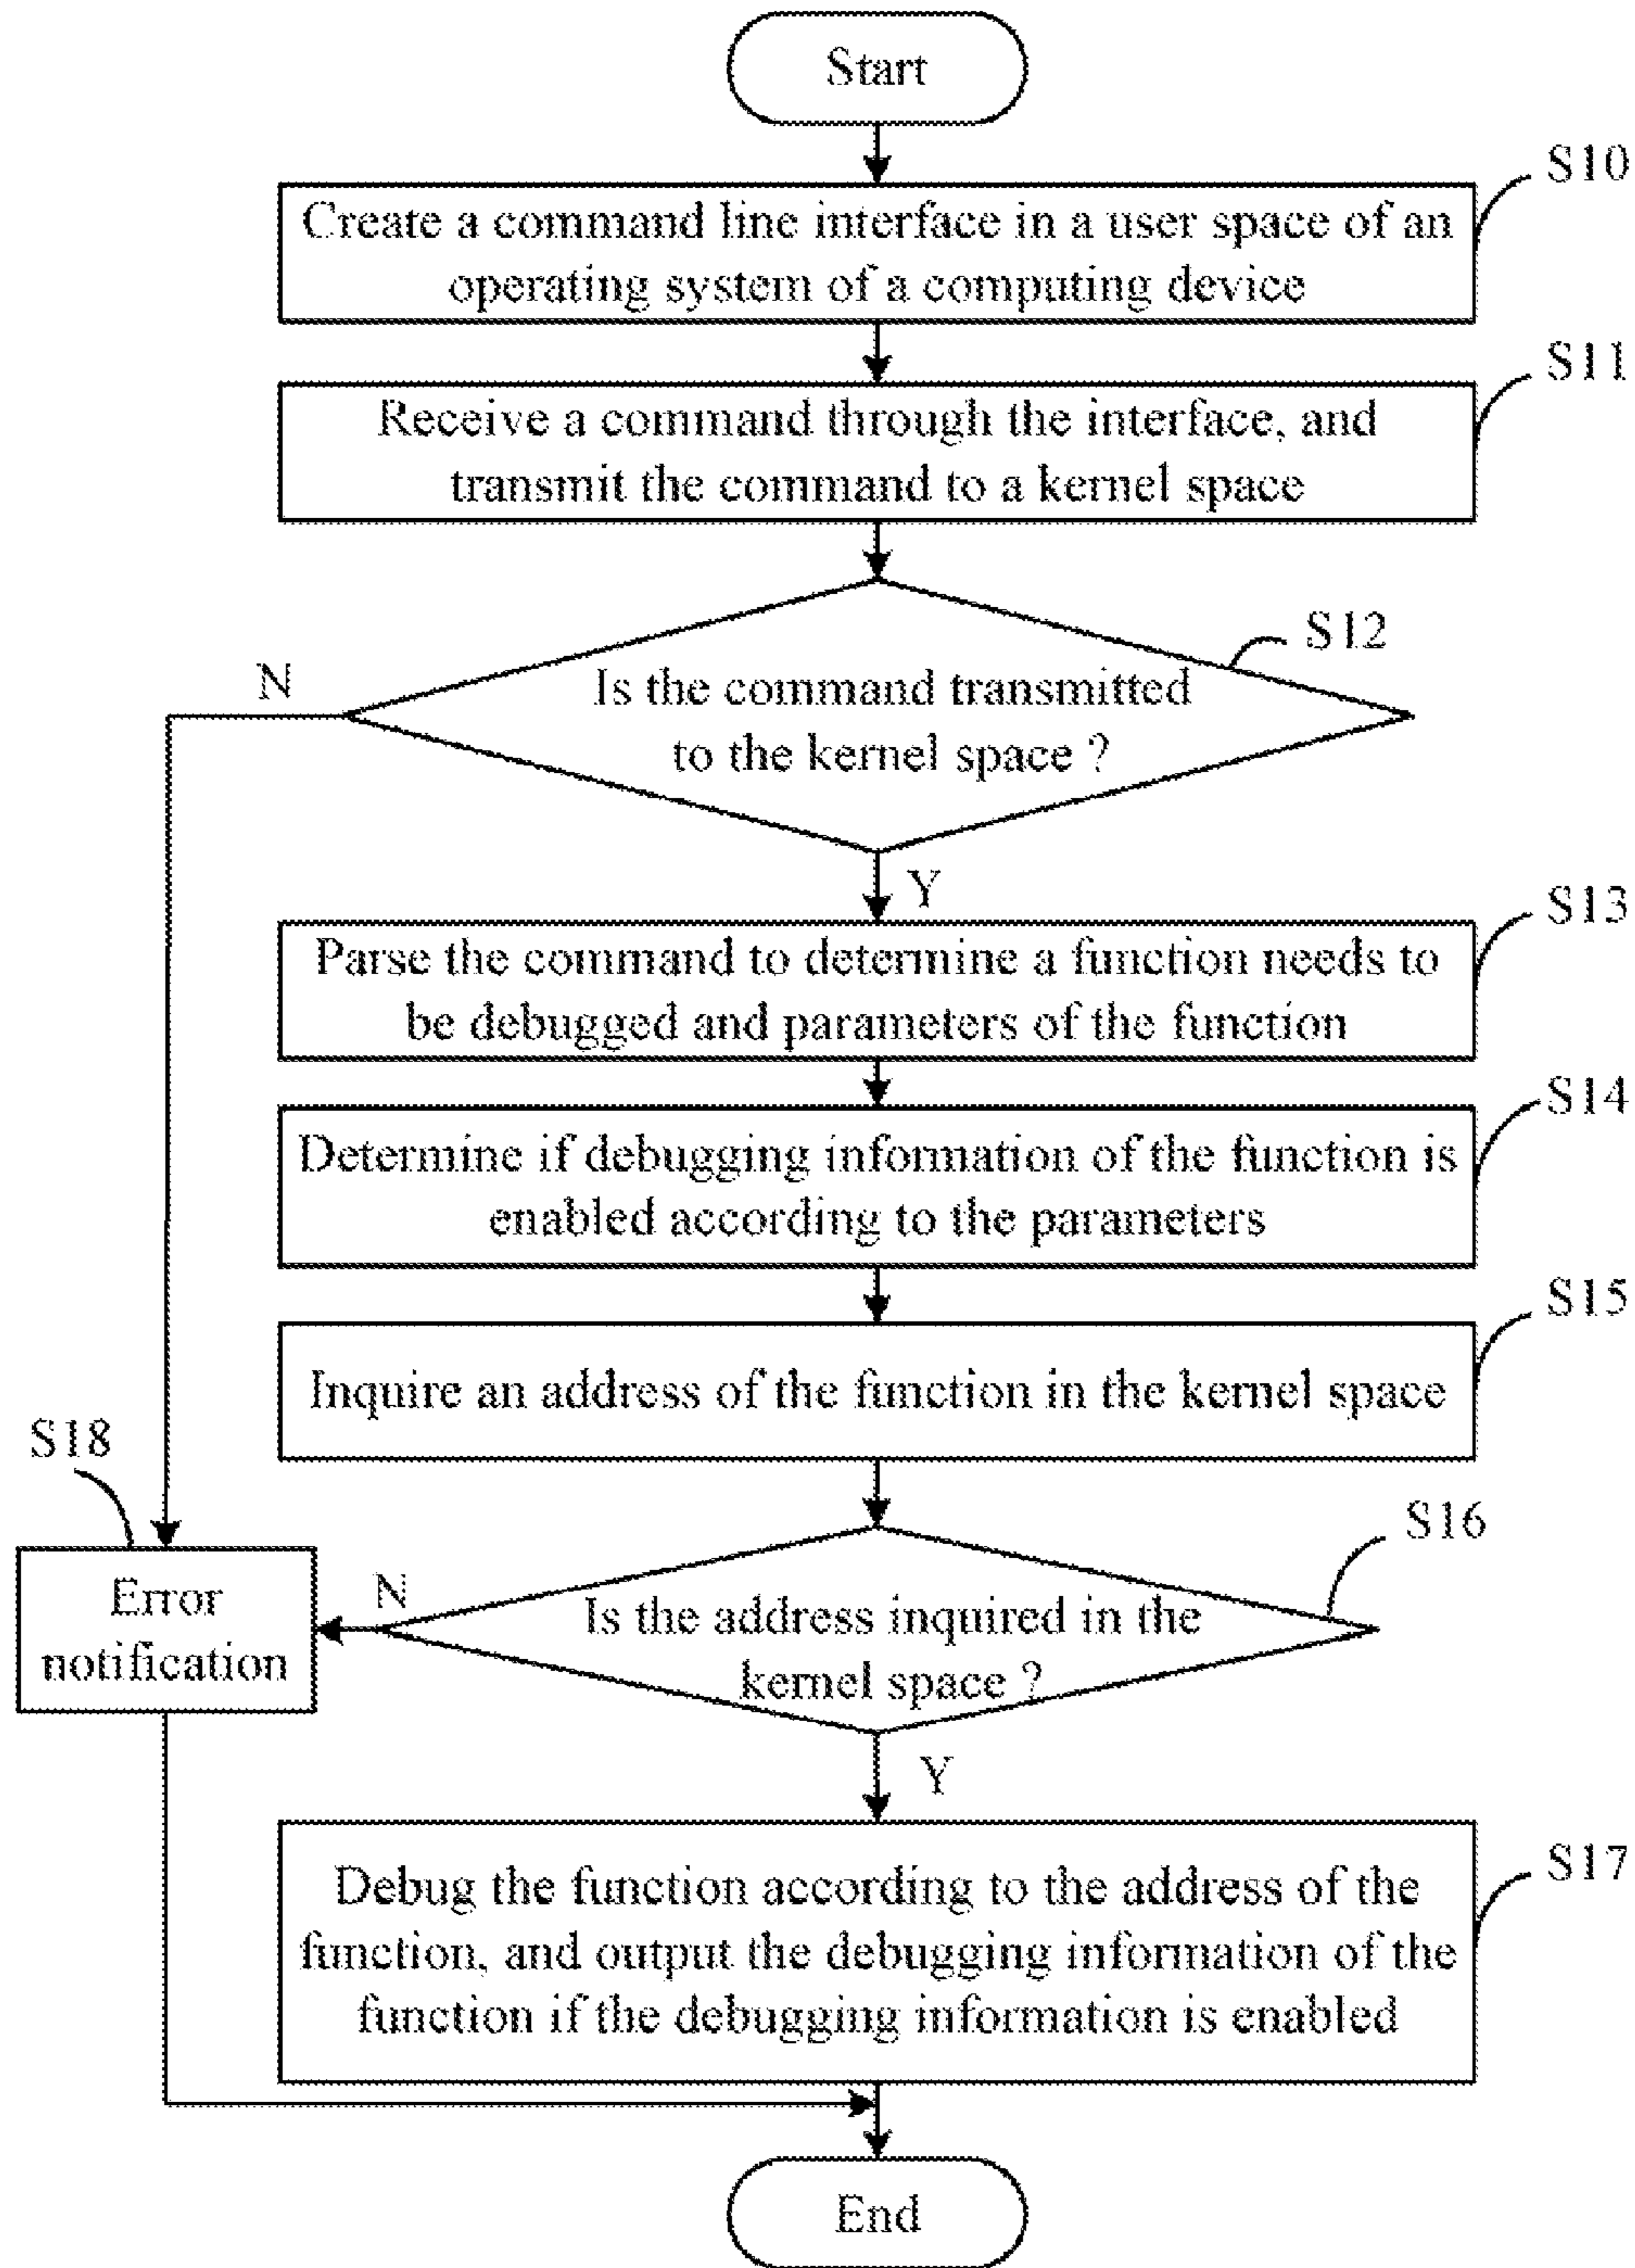 Start
S10
Create a command line interface in a user space of an
operating system of a computing device
S11
Receive a command through the interface, and
transmit the command to a kernel space
S12
N
Is the command transmitted
to the kernel space ?
Y
S13
Parse the command to determine a function needs to
be debugged and parameters of the function
S14
Determine if debugging information of the function is
enabled according to the parameters
S15
Inquire an address of the function in the kernel space
S18
S16
Error
notification
N
Is the address inquired in the
kernel space ?
Y
S17
Debug the function according to the address of the
function, and output the debugging information of the
function if the debugging information is enabled
End